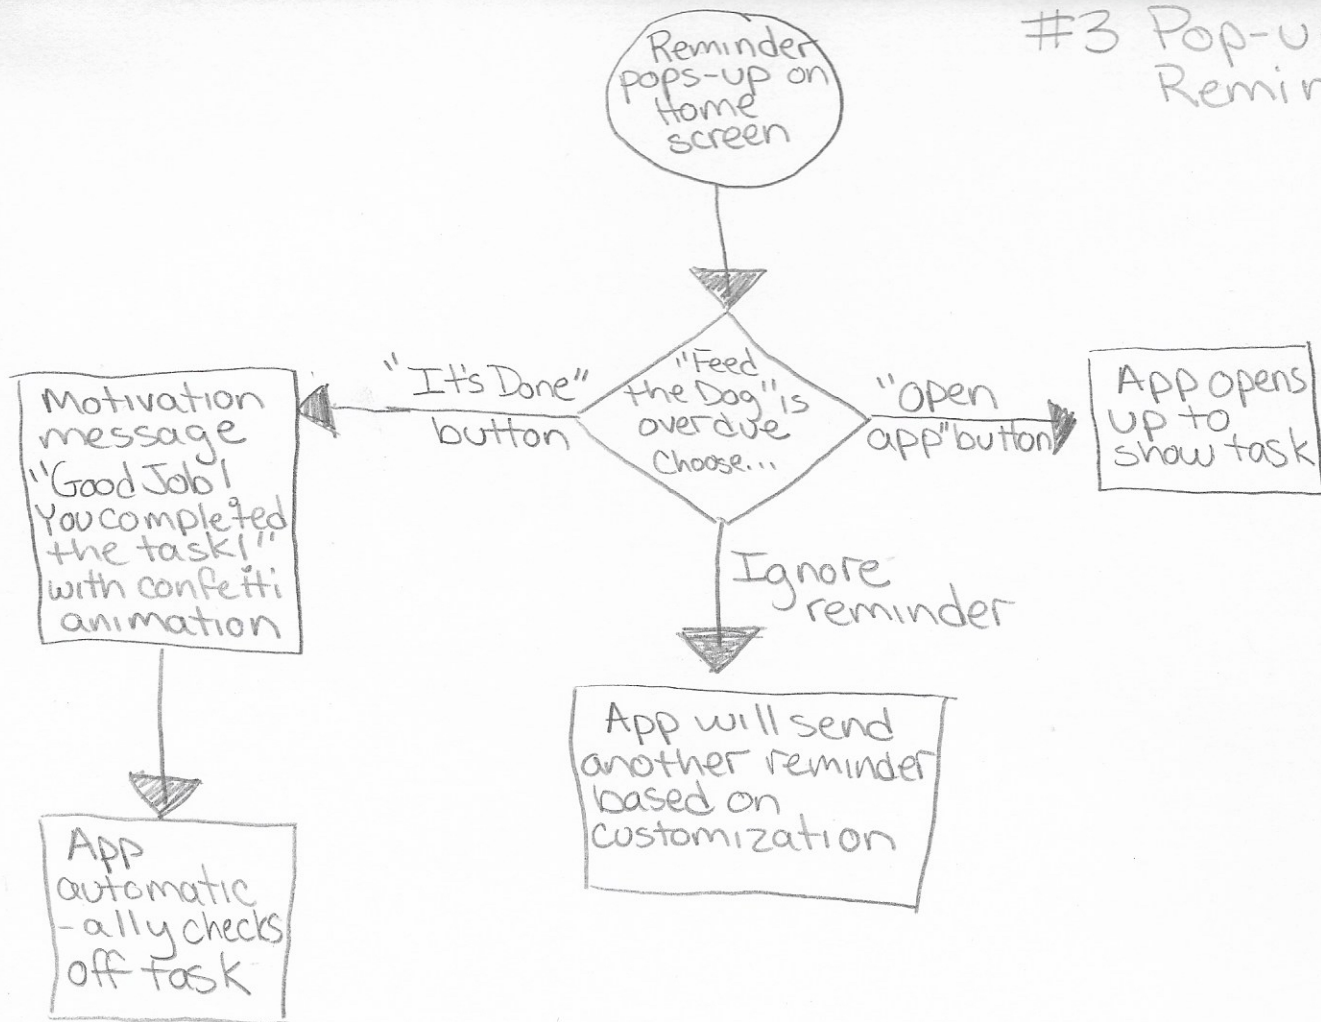 #3 Pop-u
Remin
Reminder
pops-up on
Home
screen
"Feed
the Dog" is
overdue
Choose...
"It's Done"
button
"open
app" button
Ignore
reminder
Motivation
message
"Good Job!
You completed
the task!"
with confetti
animation
App
automatic
-ally checks
off task
App will send
another reminder
based on
customization
App opens
up to
show task